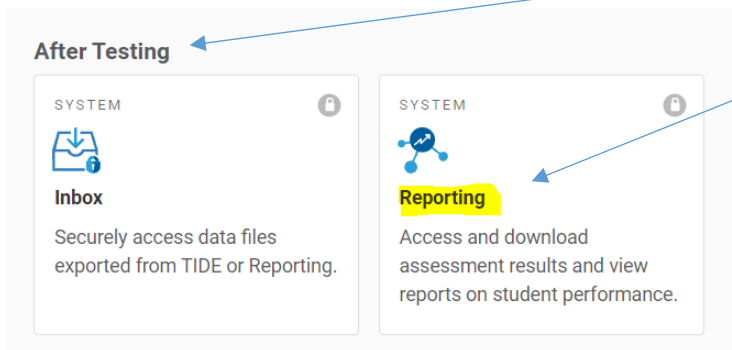 After Testing
SYSTEM
Inbox
Securely access data files
exported from TIDE or Reporting.
SYSTEM
Reporting
Access and download
assessment results and view
reports on student performance.